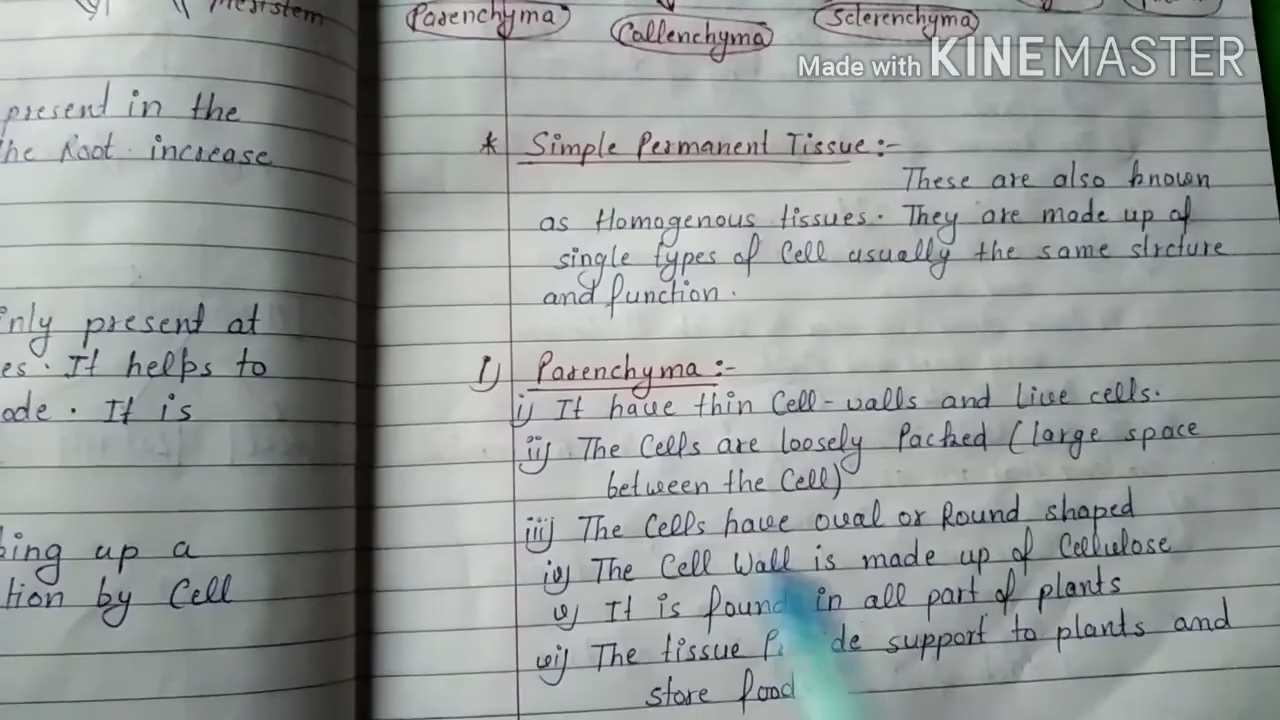 Parenchyma
Collenchyma
Sclerenchyma
Made with KINEMASTER
present in the
he Root increase
inly present at
es. It helps to
ode. It is
king up a
tion by Cell
* Simple Permanent Tissue :-
These are also known
as Homogenous tissues. They are made up of
single types of Cell usually the same strcture
and function.
1) Parenchyma :-
i) It have thin Cell-walls and live cells.
ii) The Cells are loosely Packed (large space
between the Cell)
iii) The Cells have oval or Round shaped
iv) The Cell Wall is made up of Cellulose
v) It is found in all part of plants
vi) The tissue support to plants and
store food